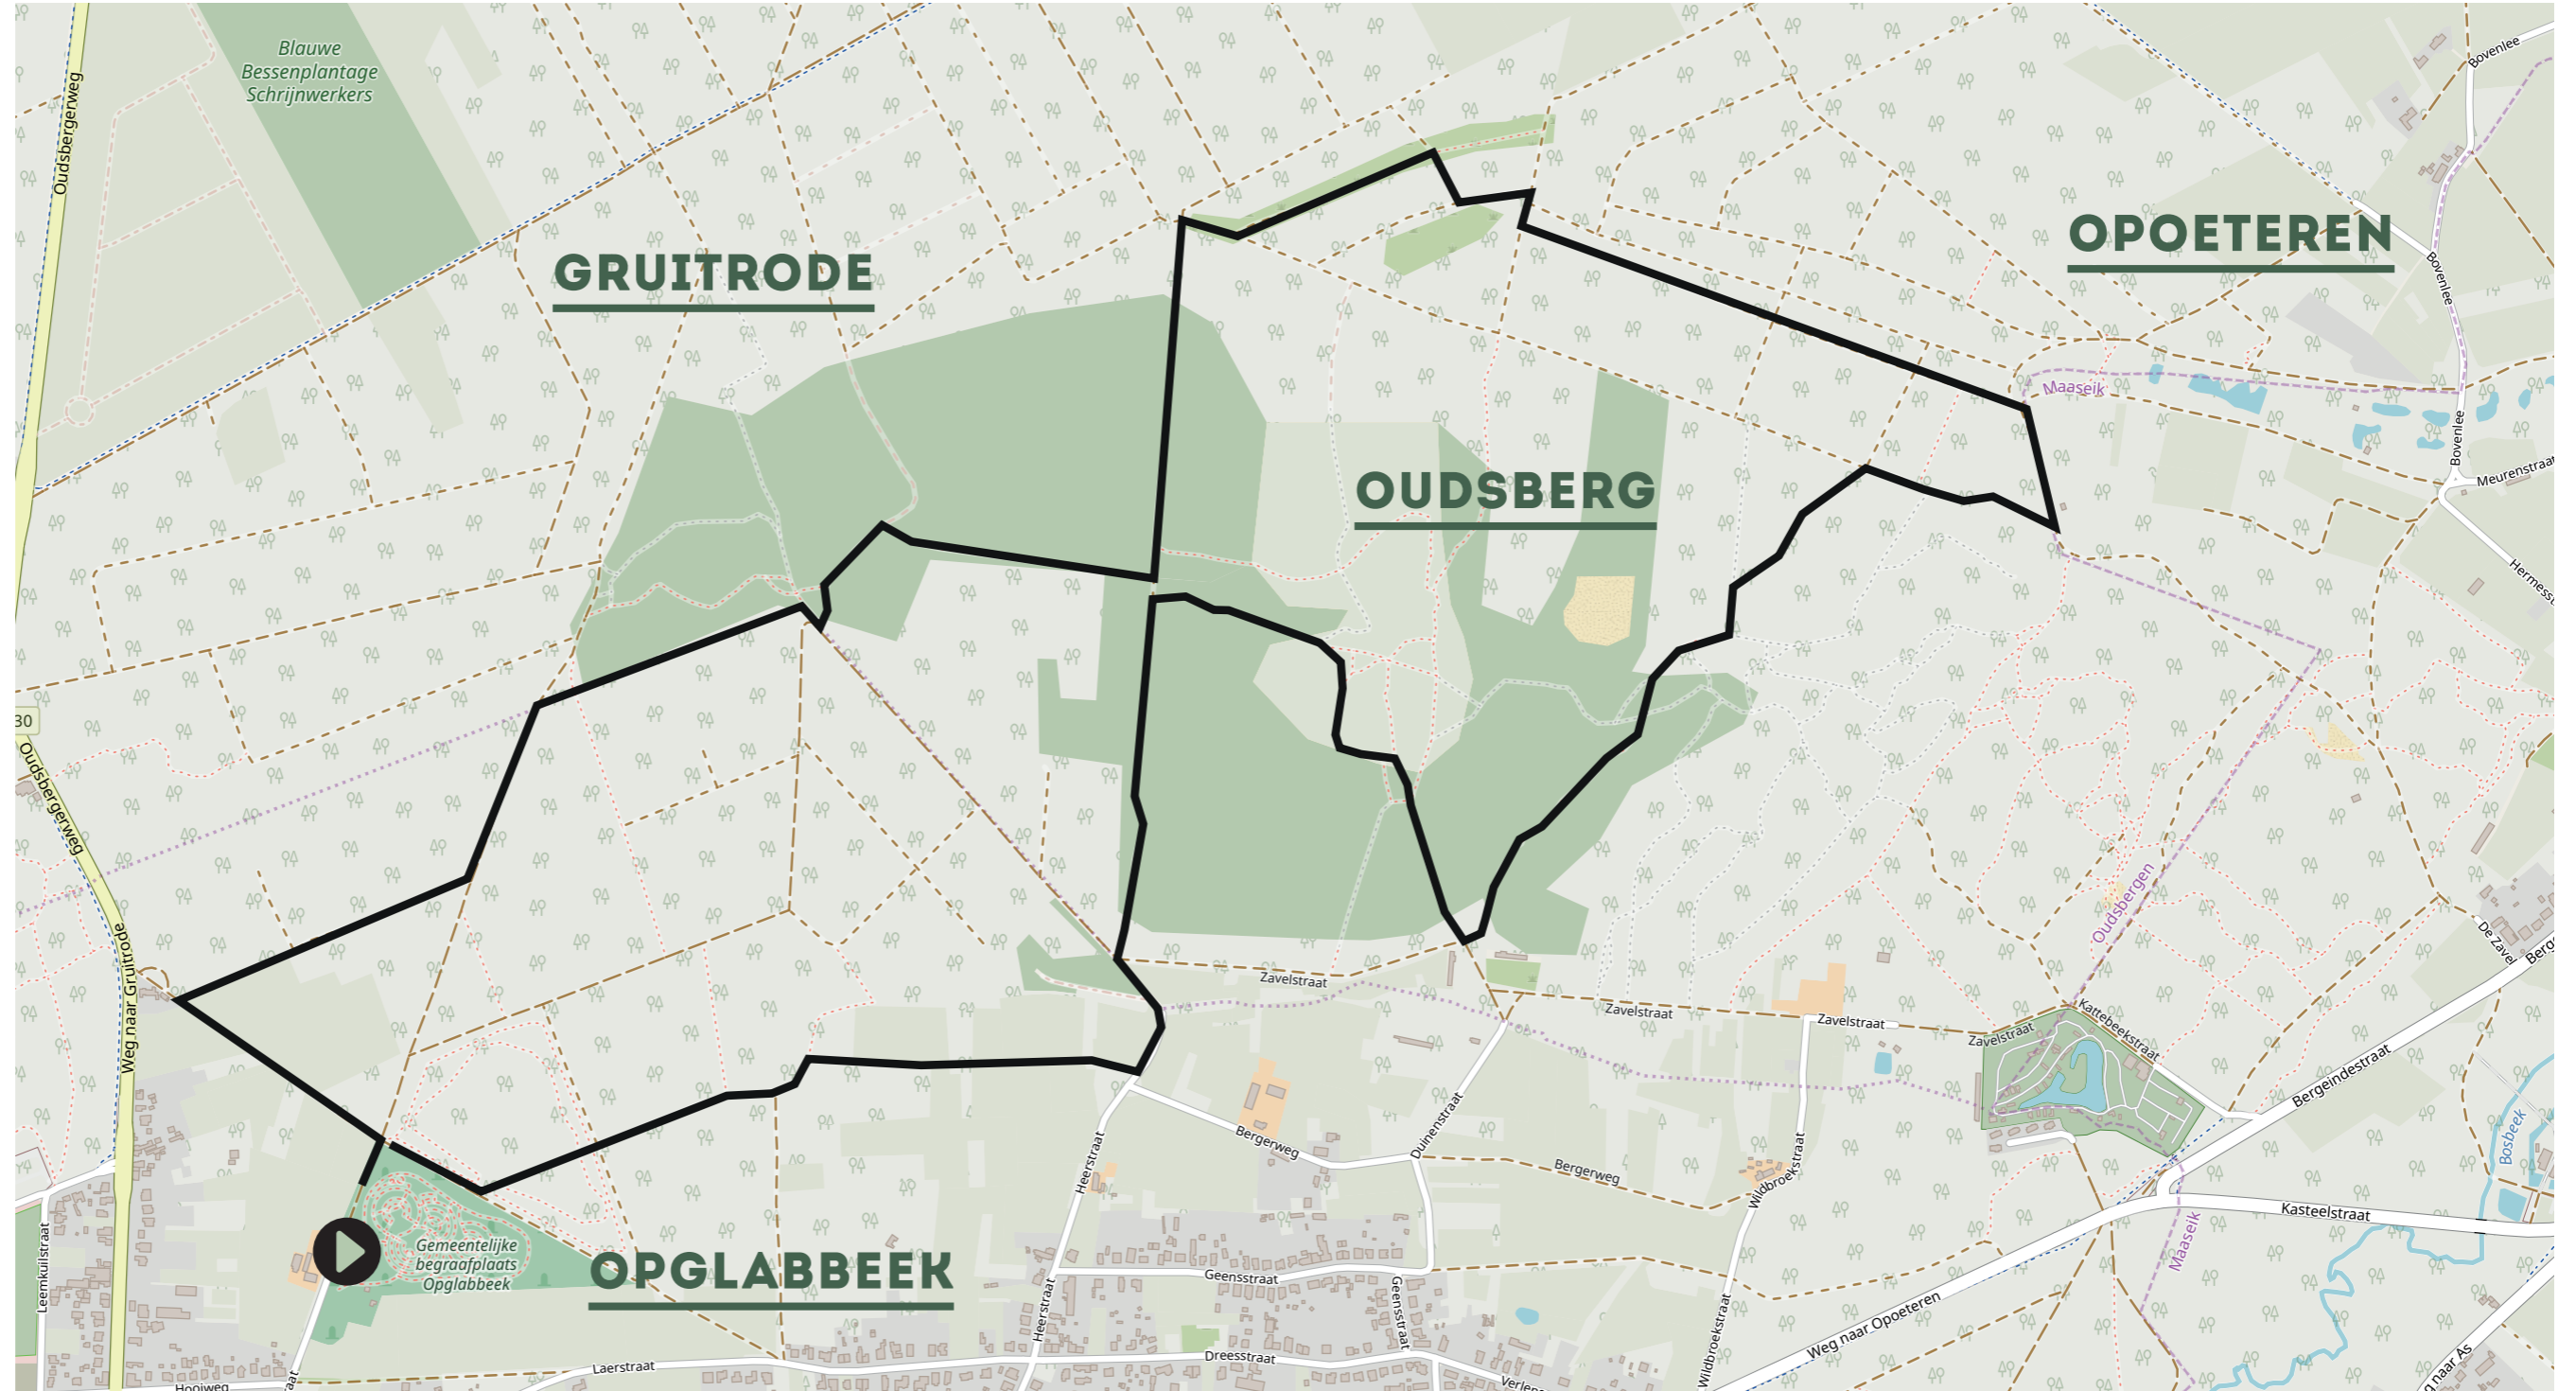 Blauwe
Bessenplantage
Schrijnwerkers
Oudsbergerweg
Bovenlee
OPOETEREN
GRUITRODE
Bovenlee
Maaseik
Bovenlee
Meurenstraat
OUDSBERG
30
Oudsbergerweg
Oudsbergen
Weg naar Gruitrode
De Zavel
Zavelstraat
Zavelstraat
Zavelstraat
Zavelstraat
Kattebeekstraat
Bergeindestraat
Bosbeek
Bergerweg
Duinenstraat
Bergerweg
Wildbroekstraat
Heerstraat
Kasteelstraat
Maaseik
Leemkuilstraat
Gemeentelijke
begraafplaats
Opglabbeek
OPGLABBEEK
Geensstraat
Geensstraat
Heerstraat
Wildbroekstraat
Weg naar Opoeteren
Laerstraat
Dreesstraat
Hooiweg